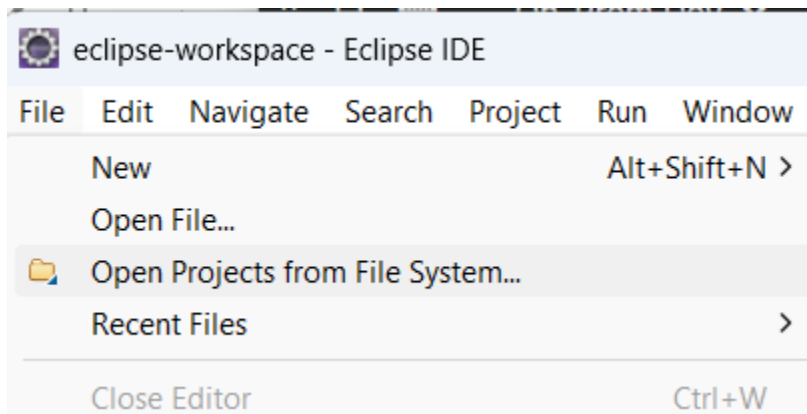 eclipse-workspace - Eclipse IDE
File Edit Navigate Search Project Run Window
New Alt+Shift+N >
Open File...
Open Projects from File System...
Recent Files >
Close Editor Ctrl+W